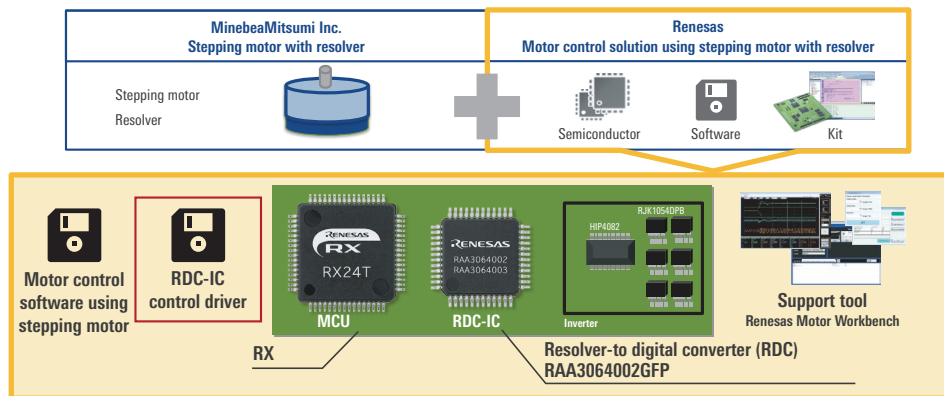 MinebeaMitsumi Inc.
Stepping motor with resolver
Renesas
Motor control solution using stepping motor with resolver
Stepping motor
Resolver
Semiconductor
Software
Kit
Motor control
software using
stepping motor
RDC-IC
control driver
RENESAS
RX
RX24T
MCU
RENESAS
RAA3064002
RAA3064003
RDC-IC
HIP4082
RJK1054DPB
Inverter
Support tool
Renesas Motor Workbench
RX
Resolver-to digital converter (RDC)
RAA3064002GFP